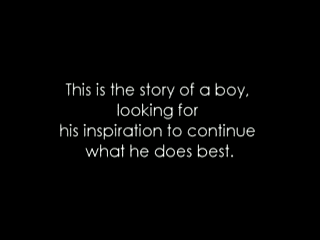 This is the story of a boy,
looking for
his inspiration to continue
what he does best.